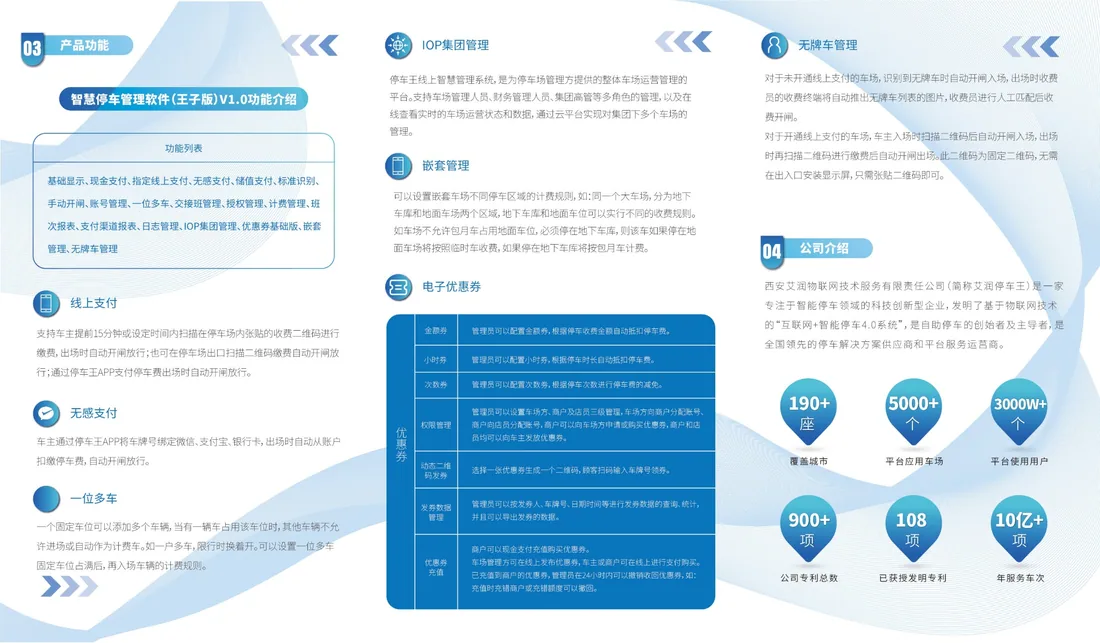 03 产品功能
智慧停车管理软件(王子版)V1.0功能介绍
功能列表
基础显示、现金支付、指定线上支付、无感支付、储值支付、标准识别、
手动开闸、账号管理、一位多车、交接班管理、授权管理、计费管理、班
次报表、支付渠道报表、日志管理、IOP集团管理、优惠券基础版、嵌套
管理、无牌车管理
线上支付
支持车主提前15分钟或设定时间内扫描在停车场内张贴的收费二维码进行
缴费,出场时自动开闸放行;也可在停车场出口扫描二维码缴费自动开闸放
行;通过停车王APP支付停车费出场时自动开闸放行。
无感支付
车主通过停车王APP将车牌号绑定微信、支付宝、银行卡,出场时自动从账户
扣缴停车费,自动开闸放行。
一位多车
一个固定车位可以添加多个车辆,当有一辆车占用该车位时,其他车辆不允
许进场或自动作为计费车。如一户多车,限行时换着开。可以设置一位多车
固定车位占满后,再入场车辆的计费规则。
IOP集团管理
停车王线上智慧管理系统,是为停车场管理方提供的整体车场运营管理的
平台。支持车场管理人员、财务管理人员、集团高管等多角色的管理,以及在
线查看实时的车场运营状态和数据,通过云平台实现对集团下多个车场的
管理。
嵌套管理
可以设置嵌套车场不同停车区域的计费规则,如:同一个大车场,分为地下
车库和地面车场两个区域,地下车库和地面车位可以实行不同的收费规则。
如车场不允许包月车占用地面车位,必须停在地下车库,则该车如果停在地
面车场将按照临时车收费,如果停在地下车库将按包月车计费。
电子优惠券
优惠券
金额券 管理员可以配置金额券,根据停车收费金额自动抵扣停车费。
小时券 管理员可以配置小时券,根据停车时长自动抵扣停车费。
次数券 管理员可以配置次数券,根据停车次数进行停车费的减免。
权限管理 管理员可以设置车场方、商户及店员三级管理,车场方向商户分配账号、
商户向店员分配账号,商户可以向车场方申请或购买优惠券,商户和店
员均可以向车主发放优惠券。
动态二维
码发券 选择一张优惠券生成一个二维码,顾客扫码输入车牌号领券。
发券数据
管理 管理员可以按发券人、车牌号、日期时间等进行发券数据的查询、统计,
并且可以导出发券的数据。
优惠券
充值 商户可以现金支付充值购买优惠券。
车场管理方可在线上发布优惠券,车主或商户可在线上进行支付购买。
已充值到商户的优惠券,管理员在24小时内可以撤销收回优惠券,如:
充值时充错商户或充错额度可以撤回。
无牌车管理
对于未开通线上支付的车场,识别到无牌车时自动开闸入场,出场时收费
员的收费终端将自动推出无牌车列表的图片,收费员进行人工匹配后收
费开闸。
对于开通线上支付的车场,车主入场时扫描二维码后自动开闸入场,出场
时再扫描二维码进行缴费后自动开闸出场。此二维码为固定二维码,无需
在出入口安装显示屏,只需张贴二维码即可。
04 公司介绍
西安艾润物联网技术服务有限责任公司(简称艾润停车王)是一家
专注于智能停车领域的科技创新型企业,发明了基于物联网技术
的“互联网+智能停车4.0系统”,是自助停车的创始者及主导者,是
全国领先的停车解决方案供应商和平台服务运营商。
190+ 5000+ 3000W+
座 个 个
覆盖城市 平台应用车场 平台使用用户
900+ 108 10亿+
项 项 项
公司专利总数 已获授发明专利 年服务车次